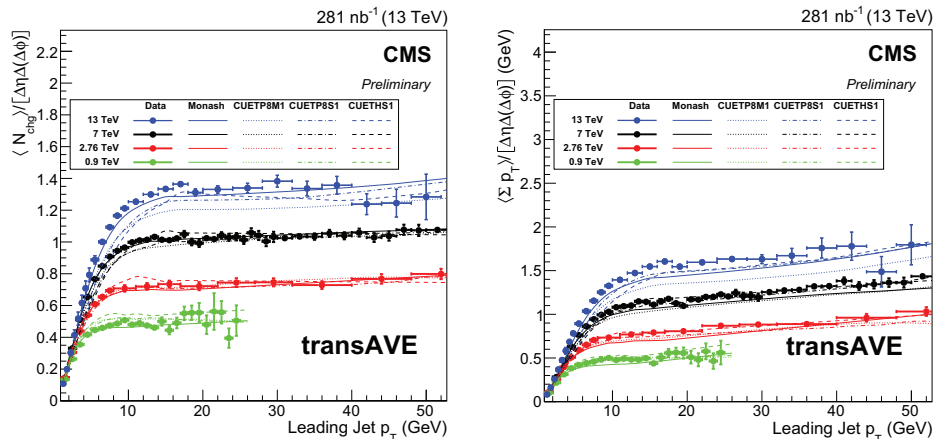 281 nb⁻¹ (13 TeV)
⟨ N_chg⟩/[ΔηΔ(Δϕ)]
2.2
2
1.8
1.6
1.4
1.2
1
0.8
0.6
0.4
0.2
0
CMS
Preliminary
Data Monash CUETP8M1 CUETP8S1 CUETHS1
13 TeV
7 TeV
2.76 TeV
0.9 TeV
transAVE
10 20 30 40 50
Leading Jet p_T (GeV)
281 nb⁻¹ (13 TeV)
⟨Σ p_T⟩/[ΔηΔ(Δϕ)] (GeV)
4
3.5
3
2.5
2
1.5
1
0.5
0
CMS
Preliminary
Data Monash CUETP8M1 CUETP8S1 CUETHS1
13 TeV
7 TeV
2.76 TeV
0.9 TeV
transAVE
10 20 30 40 50
Leading Jet p_T (GeV)